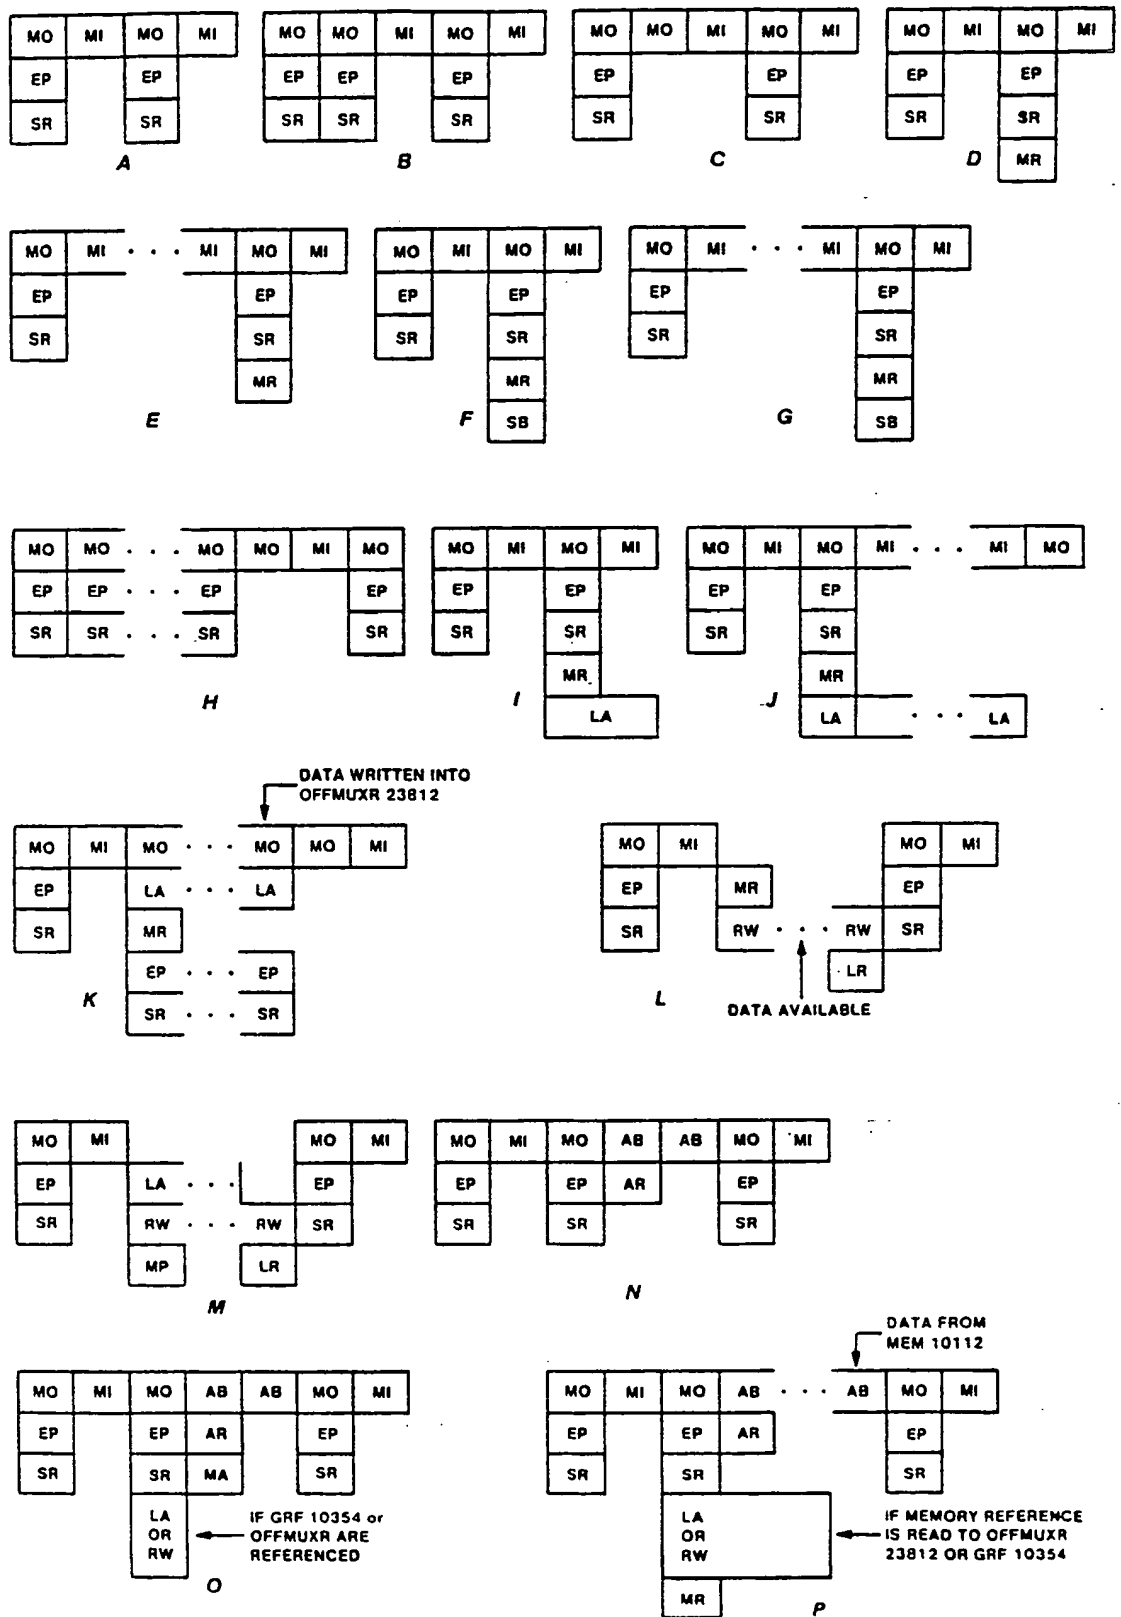 MO MI MO MI
EP EP
SR SR
A
MO MO MI MO MI
EP EP EP
SR SR SR
B
MO MO MI MO MI
EP EP
SR SR
C
MO MI MO MI
EP EP
SR SR
MR
D
MO MI · · · MI MO MI
EP EP
SR SR
MR
E
MO MI MO MI
EP EP
SR SR
MR
SB
F
MO MI · · · MI MO MI
EP EP
SR SR
MR
SB
G
MO MO · · · MO MO MI MO
EP EP · · · EP EP
SR SR · · · SR SR
H
MO MI MO MI
EP EP
SR SR
MR
LA
I
MO MI MO MI · · · MI MO
EP EP
SR SR
MR
LA · · · LA
J
DATA WRITTEN INTO
OFFMUXR 23812
MO MI MO · · · MO MO MI
EP LA · · · LA
SR MR
EP · · · EP
SR · · · SR
K
MO MI MO MI
EP MR EP
SR RW · · · RW SR
LR
DATA AVAILABLE
L
MO MI MO MI
EP LA · · · EP
SR RW · · · RW SR
MP LR
M
MO MI MO AB AB MO MI
EP EP AR EP
SR SR SR
N
MO MI MO AB AB MO MI
EP EP AR EP
SR SR MA SR
LA
OR
RW
IF GRF 10354 or
OFFMUXR ARE
REFERENCED
O
DATA FROM
MEM 10112
MO MI MO AB · · · AB MO MI
EP EP AR EP
SR SR SR
LA
OR
RW
IF MEMORY REFERENCE
IS READ TO OFFMUXR
23812 OR GRF 10354
MR
P